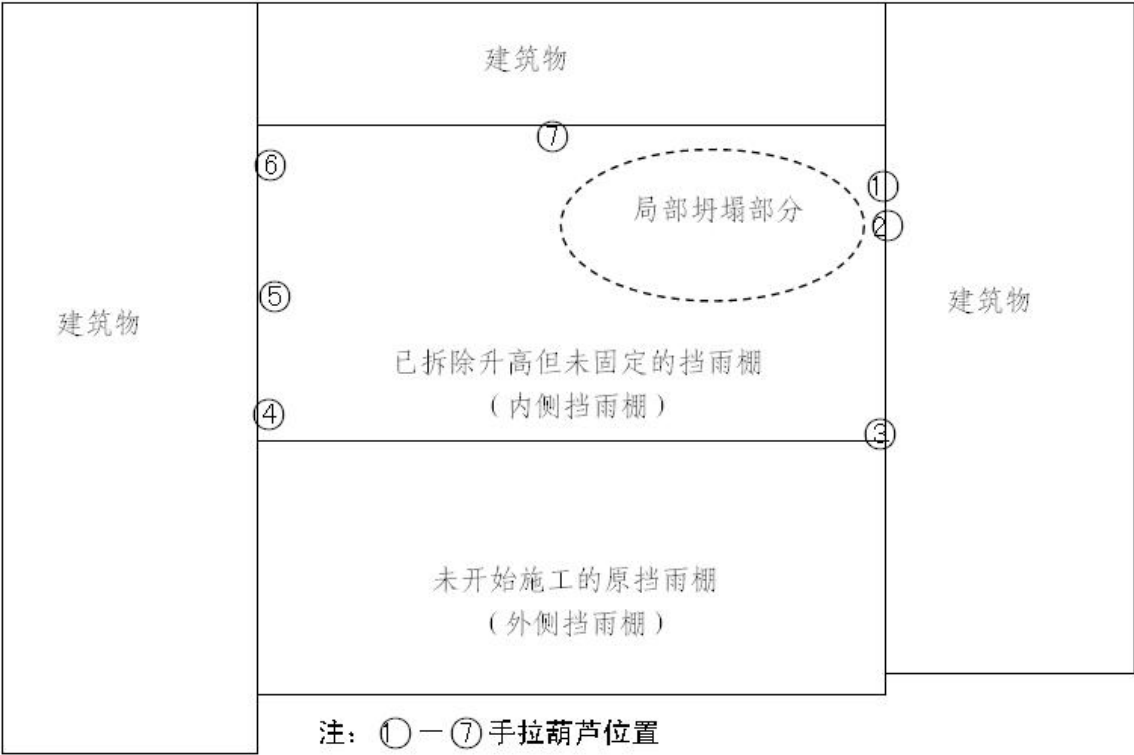 建筑物
⑦
⑥
①
局部坍塌部分
②
⑤
建筑物
建筑物
已拆除升高但未固定的挡雨棚
（内侧挡雨棚）
④
③
未开始施工的原挡雨棚
（外侧挡雨棚）
注：①－⑦手拉葫芦位置